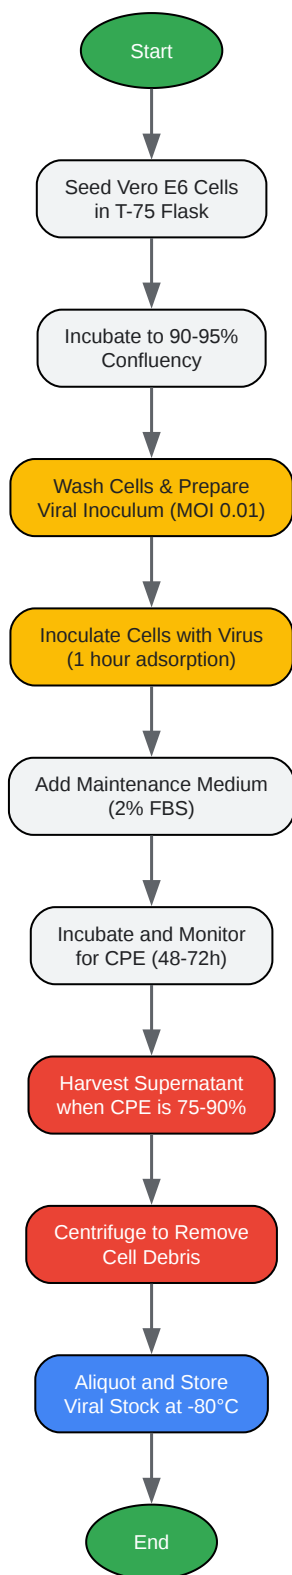 Start
Seed Vero E6 Cells
in T-75 Flask
Incubate to 90-95%
Confluency
Wash Cells & Prepare
Viral Inoculum (MOI 0.01)
Inoculate Cells with Virus
(1 hour adsorption)
Add Maintenance Medium
(2% FBS)
Incubate and Monitor
for CPE (48-72h)
Harvest Supernatant
when CPE is 75-90%
Centrifuge to Remove
Cell Debris
Aliquot and Store
Viral Stock at -80°C
End